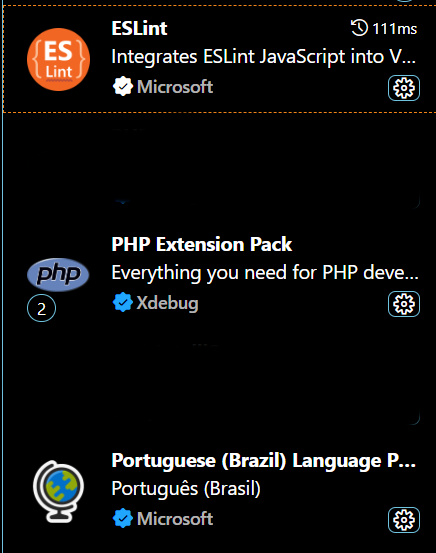 ESLint 111ms
ES
Lint
Integrates ESLint JavaScript into V...
Microsoft
PHP Extension Pack
php
Everything you need for PHP deve...
2
Xdebug
Portuguese (Brazil) Language P...
Português (Brasil)
Microsoft